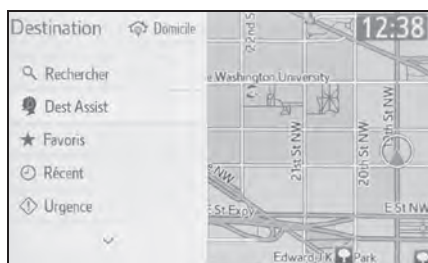 Destination
Domicile
12:38
Rechercher
Dest Assist
Favoris
Récent
Urgence
22nd S
e Washington University
21st St NW
20th St NW
19th St NW
NW
E St Expy
E St NW
Edward J K Park